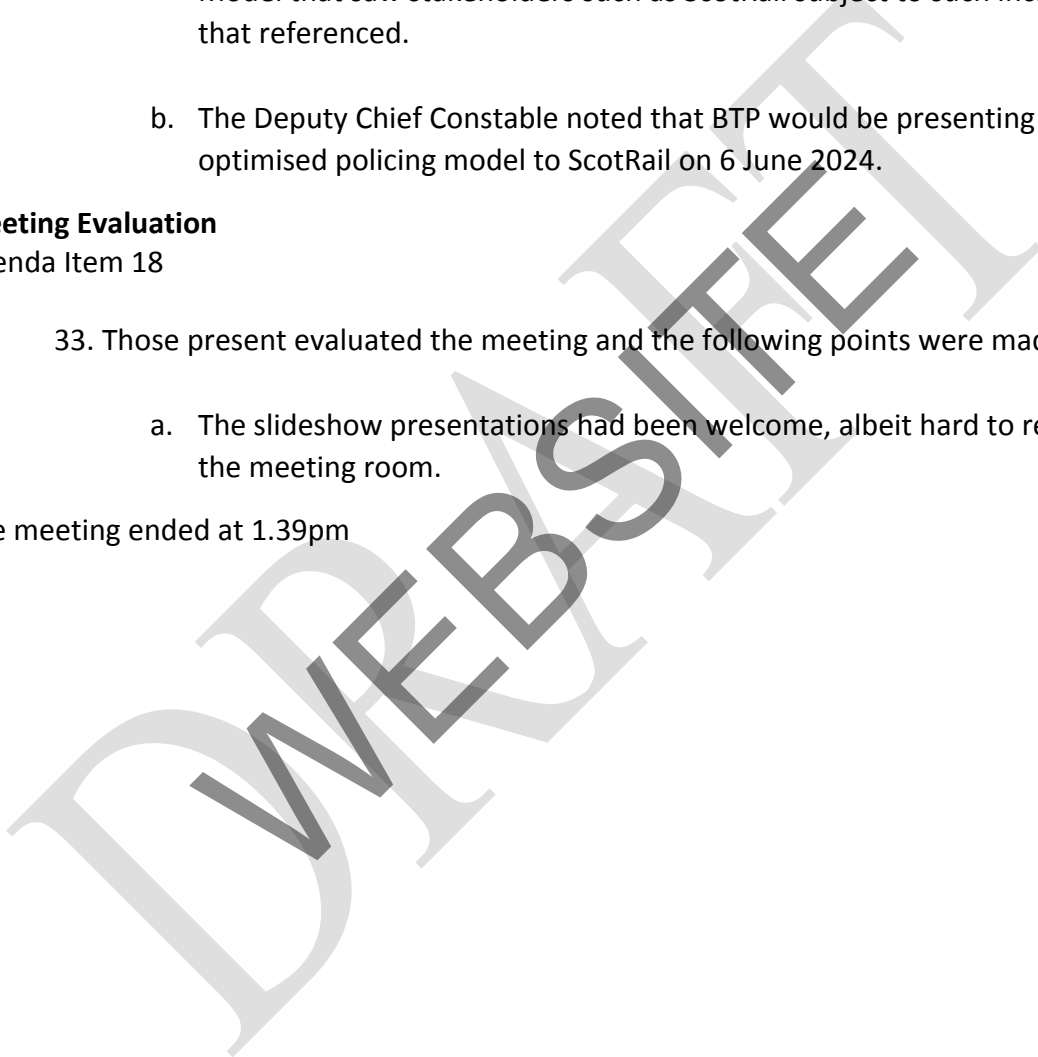 that referenced.
b. The Deputy Chief Constable noted that BTP would be presenting
optimised policing model to ScotRail on 6 June 2024.
eeting Evaluation
enda Item 18
33. Those present evaluated the meeting and the following points were mad
a. The slideshow presentations had been welcome, albeit hard to re
the meeting room.
e meeting ended at 1.39pm
DRAFT
WEBSITE